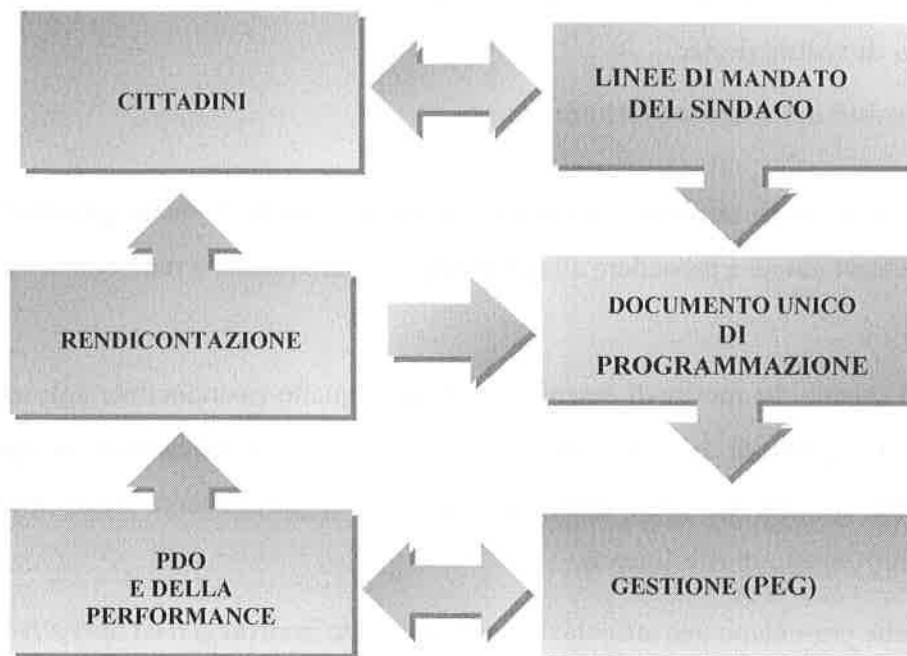 CITTADINI
LINEE DI MANDATO
DEL SINDACO
RENDICONTAZIONE
DOCUMENTO UNICO
DI
PROGRAMMAZIONE
PDO
E DELLA
PERFORMANCE
GESTIONE (PEG)